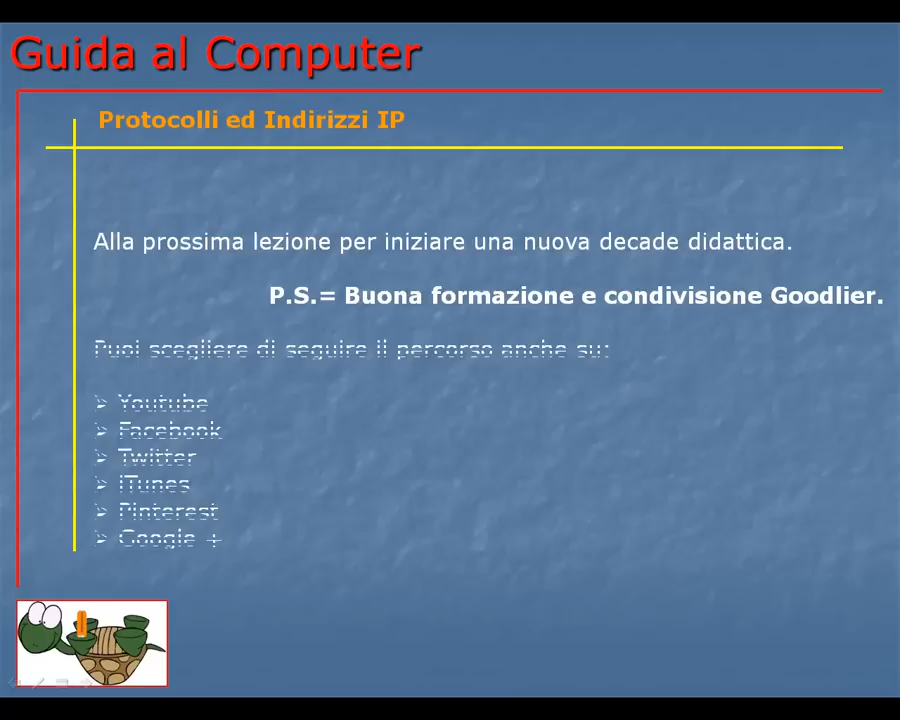 Guida al Computer
Protocolli ed Indirizzi IP
Alla prossima lezione per iniziare una nuova decade didattica.
P.S.= Buona formazione e condivisione Goodlier.
Puoi scegliere di seguire il percorso anche su:
➢ Youtube
➢ Facebook
➢ Twitter
➢ iTunes
➢ Pinterest
➢ Google +